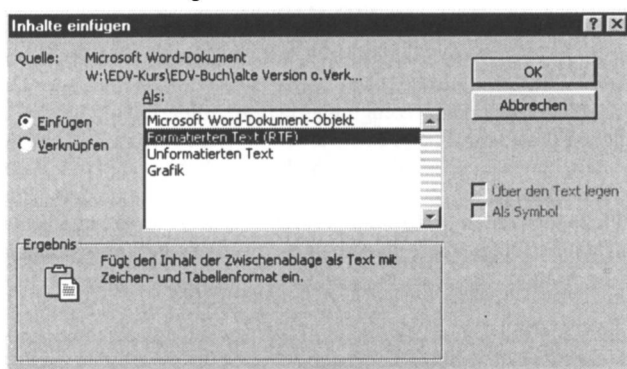 Inhalte einfügen
Quelle: Microsoft Word-Dokument
W:\EDV-Kurs\EDV-Buch\alte Version o.Verk...
Als:
Einfügen
Verknüpfen
Microsoft Word-Dokument-Objekt
Formatierten Text (RTF)
Unformatierten Text
Grafik
OK
Abbrechen
Über den Text legen
Als Symbol
Ergebnis
Fügt den Inhalt der Zwischenablage als Text mit
Zeichen- und Tabellenformat ein.